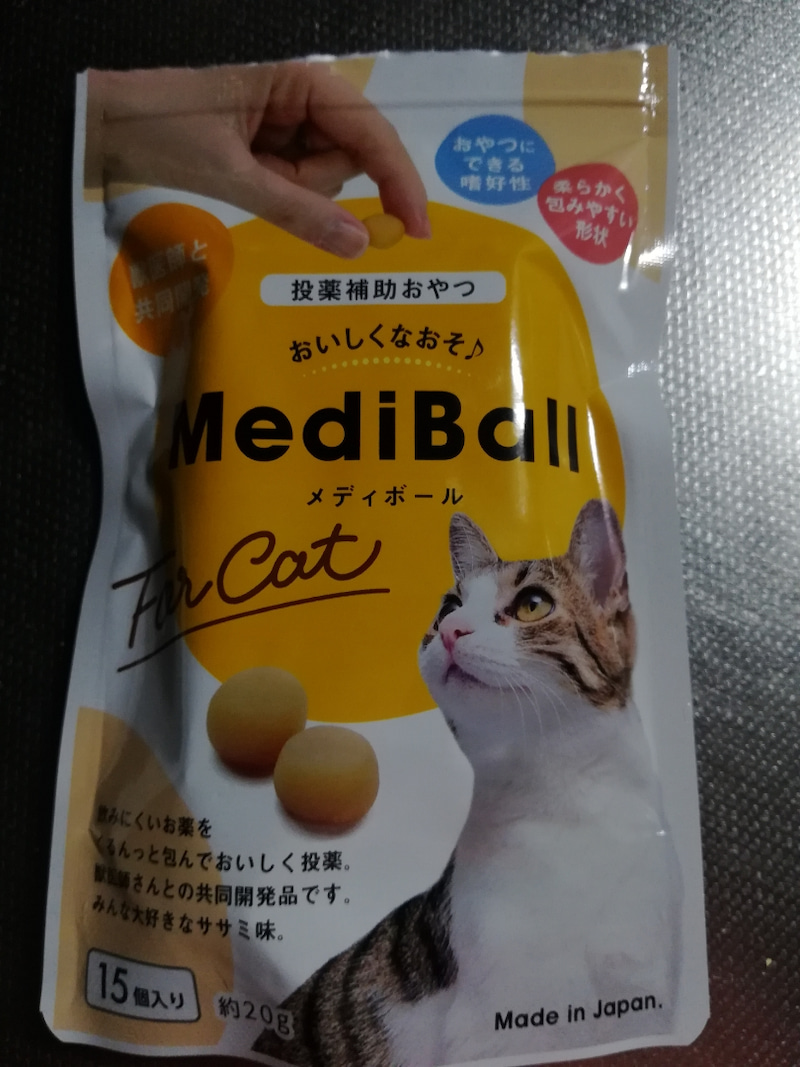 おやつに
できる
嗜好性
柔らかく
包みやすい
形状
獣医師と
共同開発
投薬補助おやつ
おいしくなおそ♪
MediBall
メディボール
For Cat
飲みにくいお薬を
くるんっと包んでおいしく投薬。
獣医師さんとの共同開発品です。
みんな大好きなササミ味。
15個入り
約20g
Made in Japan.